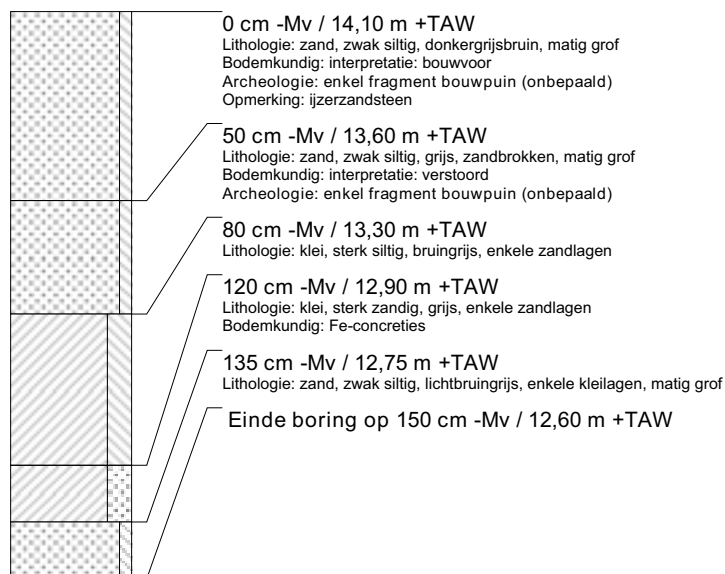 0 cm -Mv / 14,10 m +TAW
Lithologie: zand, zwak siltig, donkergrijsbruin, matig grof
Bodemkundig: interpretatie: bouwvoor
Archeologie: enkel fragment bouwpuin (onbepaald)
Opmerking: ijzerzandsteen
50 cm -Mv / 13,60 m +TAW
Lithologie: zand, zwak siltig, grijs, zandbrokken, matig grof
Bodemkundig: interpretatie: verstoord
Archeologie: enkel fragment bouwpuin (onbepaald)
80 cm -Mv / 13,30 m +TAW
Lithologie: klei, sterk siltig, bruingrijs, enkele zandlagen
120 cm -Mv / 12,90 m +TAW
Lithologie: klei, sterk zandig, grijs, enkele zandlagen
Bodemkundig: Fe-concreties
135 cm -Mv / 12,75 m +TAW
Lithologie: zand, zwak siltig, lichtbruingrijs, enkele kleilagen, matig grof
Einde boring op 150 cm -Mv / 12,60 m +TAW